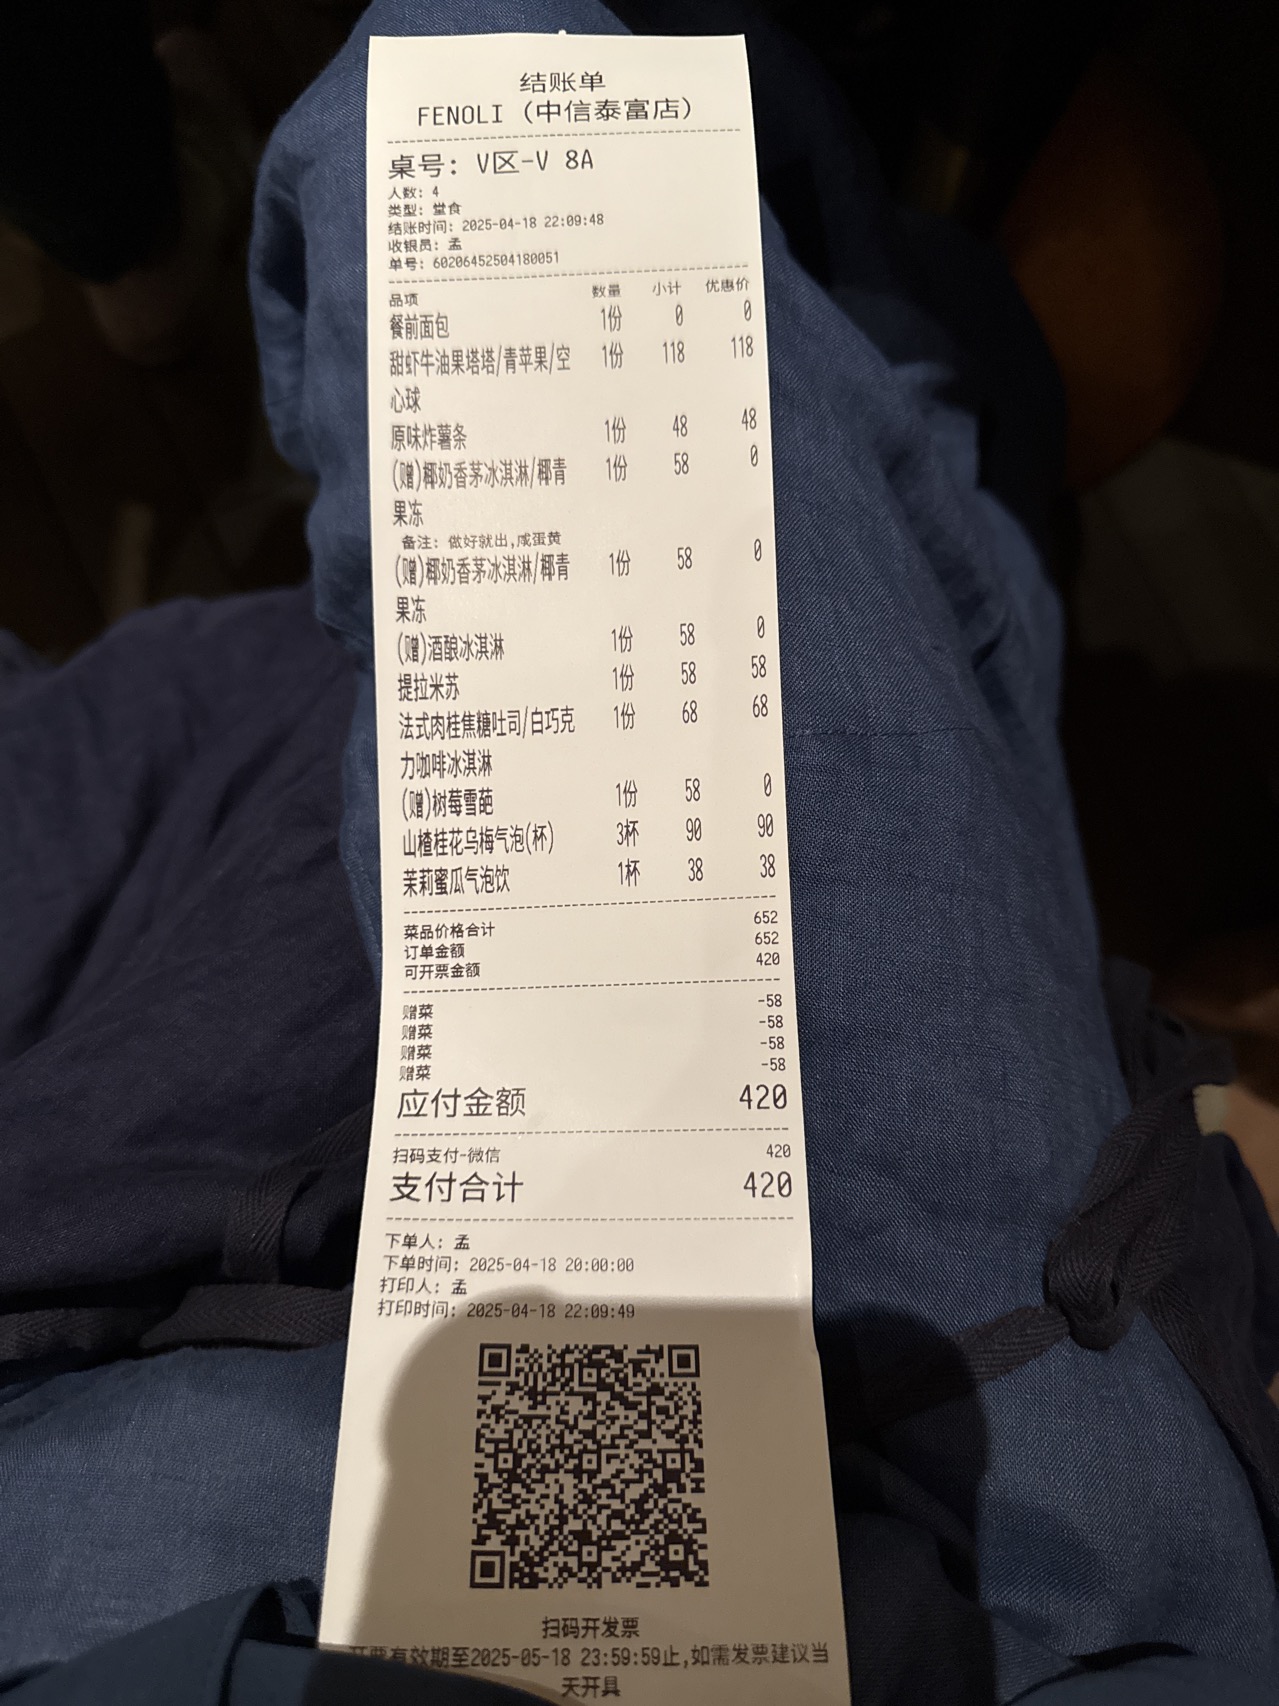 结账单
FENOLI（中信泰富店）
桌号: V区-V 8A
人数: 4
类型: 堂食
结账时间: 2025-04-18 22:09:48
收银员: 孟
单号: 60206452504180051
品项 数量 小计 优惠价
餐前面包 1份 0 0
甜虾牛油果塔塔/青苹果/空 1份 118 118
心球
原味炸薯条 1份 48 48
(赠)椰奶香茅冰淇淋/椰青 1份 58 0
果冻
备注: 做好就出,咸蛋黄
(赠)椰奶香茅冰淇淋/椰青 1份 58 0
果冻
(赠)酒酿冰淇淋 1份 58 0
提拉米苏 1份 58 58
法式肉桂焦糖吐司/白巧克 1份 68 68
力咖啡冰淇淋
(赠)树莓雪葩 1份 58 0
山楂桂花乌梅气泡(杯) 3杯 90 90
茉莉蜜瓜气泡饮 1杯 38 38
菜品价格合计 652
订单金额 652
可开票金额 420
赠菜 -58
赠菜 -58
赠菜 -58
赠菜 -58
应付金额 420
扫码支付-微信 420
支付合计 420
下单人: 孟
下单时间: 2025-04-18 20:00:00
打印人: 孟
打印时间: 2025-04-18 22:09:49
扫码开发票
开票有效期至2025-05-18 23:59:59止,如需发票建议当
天开具